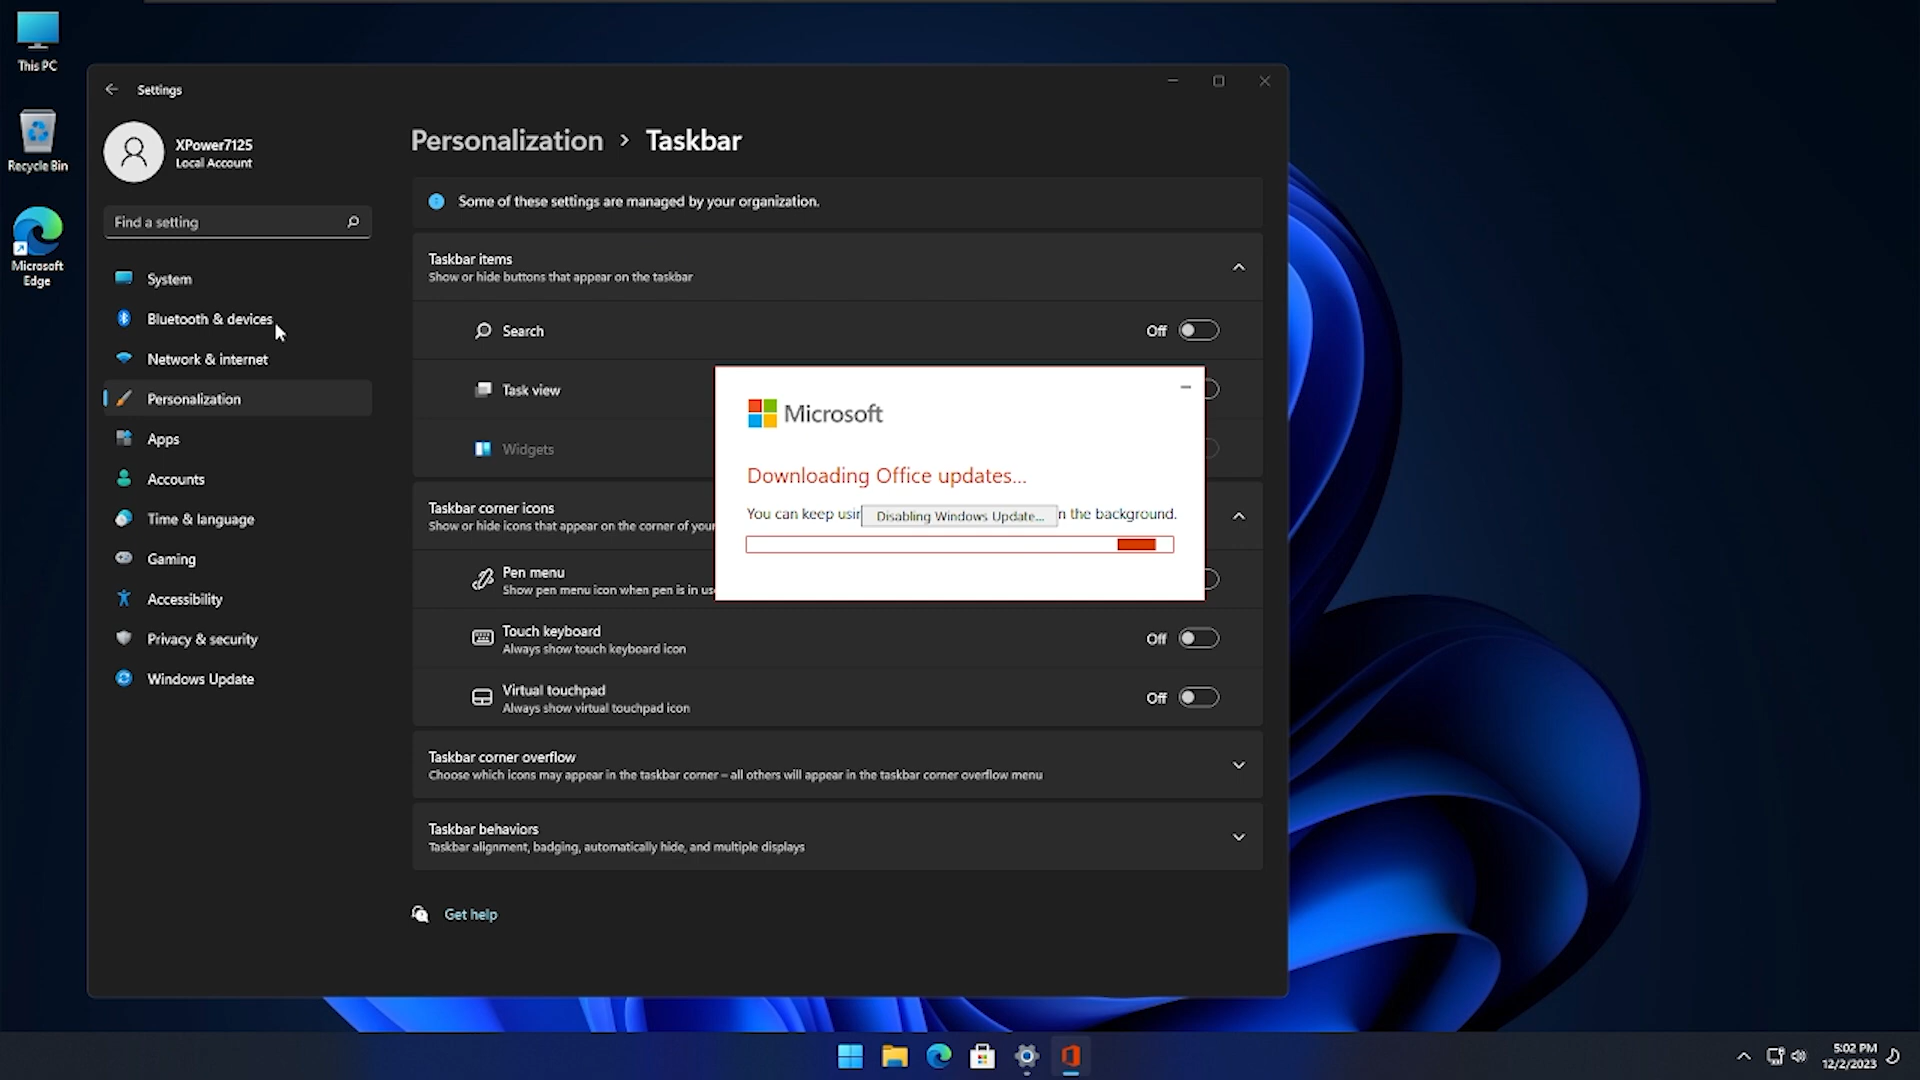 This PC
Recycle Bin
Microsoft
Edge
Settings
XPower7125
Local Account
Find a setting
System
Bluetooth & devices
Network & internet
Personalization
Apps
Accounts
Time & language
Gaming
Accessibility
Privacy & security
Windows Update
Personalization > Taskbar
Some of these settings are managed by your organization.
Taskbar items
Show or hide buttons that appear on the taskbar
Search
Off
Task view
Widgets
Taskbar corner icons
Show or hide icons that appear on the corner of your
Pen menu
Show pen menu icon when pen is in us
Touch keyboard
Always show touch keyboard icon
Off
Virtual touchpad
Always show virtual touchpad icon
Off
Taskbar corner overflow
Choose which icons may appear in the taskbar corner – all others will appear in the taskbar corner overflow menu
Taskbar behaviors
Taskbar alignment, badging, automatically hide, and multiple displays
Get help
Microsoft
Downloading Office updates...
You can keep usin
Disabling Windows Update...
n the background.
5:02 PM
12/2/2023